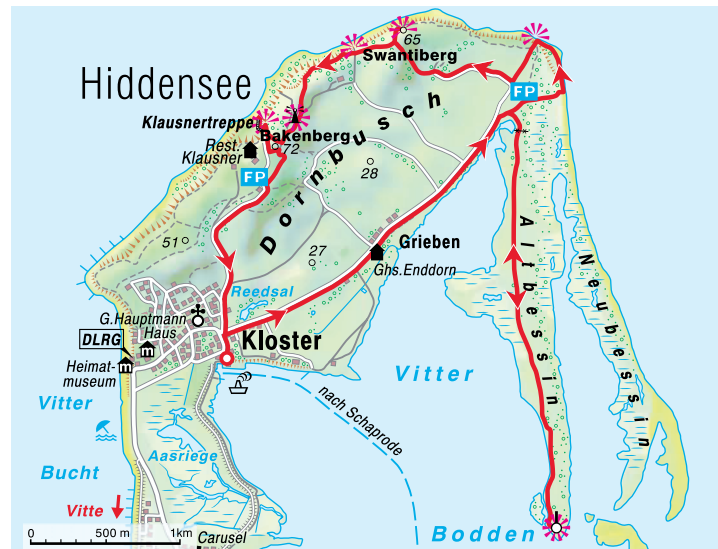 65
Swantiberg
Hiddensee
FP
Klausnertreppe
Bakenberg
Rest.
Klausner
72
28
FP
Dornbusch
51
27
Grieben
Ghs.Enddorn
Altbessin
Neubessin
Reedsal
G.Hauptmann
Haus
DLRG
Kloster
Heimat-
museum
Vitter
nach Schaprode
Vitter
Aasriege
Bucht
Vitte
Bodden
0 500 m 1km
Carusel